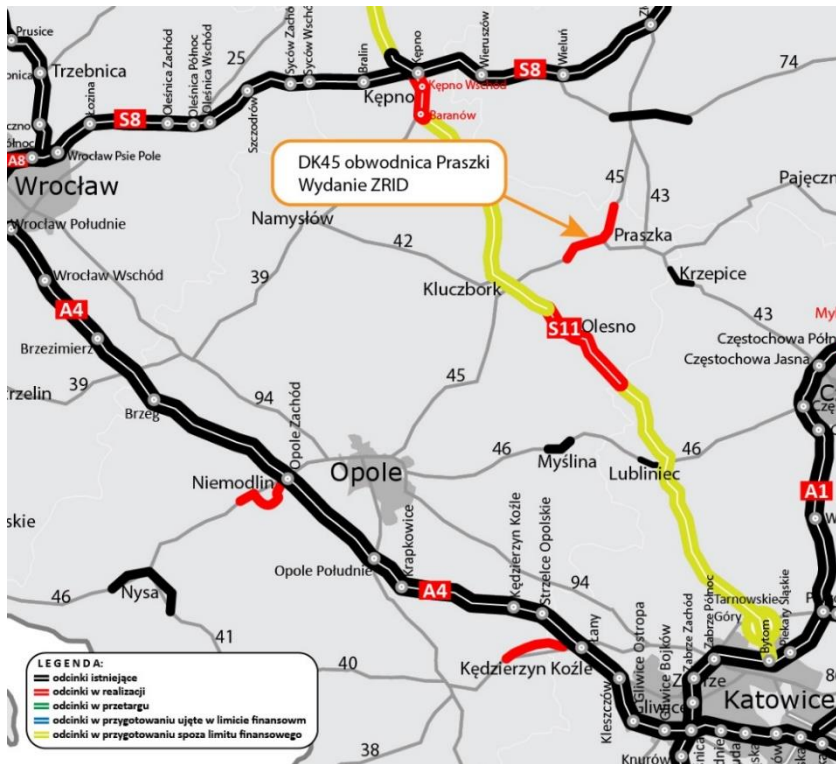 Prusice
Trzebnica
25
Łozina
Oleśnica Zachód
Oleśnica Północ
Oleśnica Wschód
Syców Zachód
Syców Wschód
Bralin
Kępno
Wieruszów
Wieluń
74
S8
S8
Szczodrów
Kępno
Kępno Wschód
Baranów
A8
Wrocław Psie Pole
Wrocław
DK45 obwodnica Praszki
Wydanie ZRID
45
43
Wrocław Południe
Namysłów
Praszka
42
Krzepice
Wrocław Wschód
39
Kluczbork
A4
S11
Olesno
43
Brzezimierz
Częstochowa Jasna
39
45
Brzeg
94
Opole Zachód
46
46
Myślina
Lubliniec
Opole
Niemodlin
A1
Krapkowice
Kędzierzyn Koźle
Strzelce Opolskie
Opole Południe
A4
94
46
Nysa
Tarnowskie
Góry
Zabrze Północ
Bytom
Piekary Śląskie
41
Łany
Gliwice Ostropa
Gliwice Bojków
Zabrze Zachód
Kędzierzyn Koźle
40
Kleszczów
Gliwice
Katowice
38
Knurów
LEGENDA:
odcinki istniejące
odcinki w realizacji
odcinki w przetargu
odcinki w przygotowaniu ujęte w limicie finansowm
odcinki w przygotowaniu spoza limitu finansowego